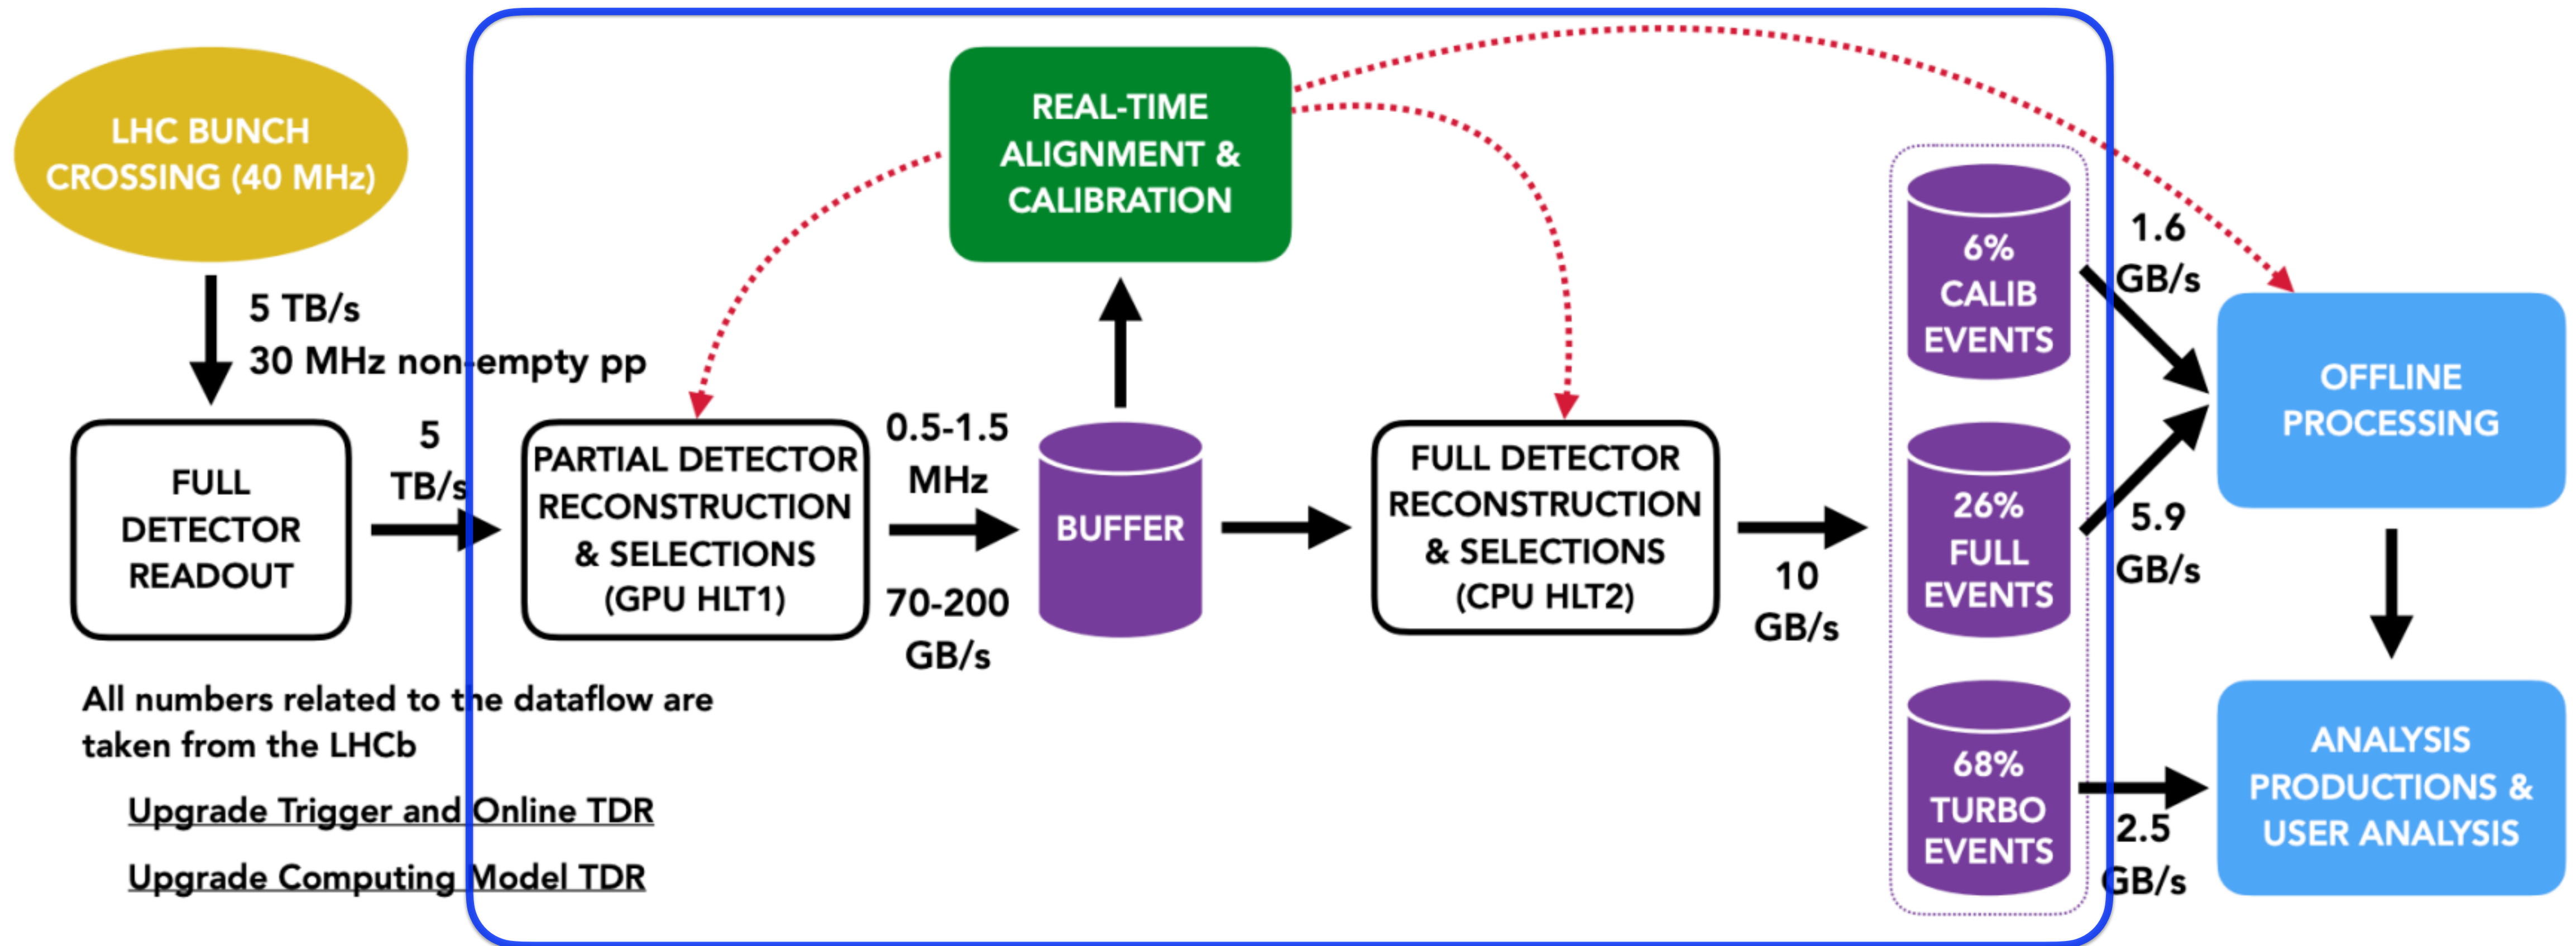 LHC BUNCH
CROSSING (40 MHz)
5 TB/s
30 MHz non-empty pp
FULL
DETECTOR
READOUT
5
TB/s
PARTIAL DETECTOR
RECONSTRUCTION
& SELECTIONS
(GPU HLT1)
0.5-1.5
MHz
70-200
GB/s
REAL-TIME
ALIGNMENT &
CALIBRATION
BUFFER
FULL DETECTOR
RECONSTRUCTION
& SELECTIONS
(CPU HLT2)
10
GB/s
6%
CALIB
EVENTS
26%
FULL
EVENTS
68%
TURBO
EVENTS
1.6
GB/s
5.9
GB/s
2.5
GB/s
OFFLINE
PROCESSING
ANALYSIS
PRODUCTIONS &
USER ANALYSIS
All numbers related to the dataflow are
taken from the LHCb
Upgrade Trigger and Online TDR
Upgrade Computing Model TDR